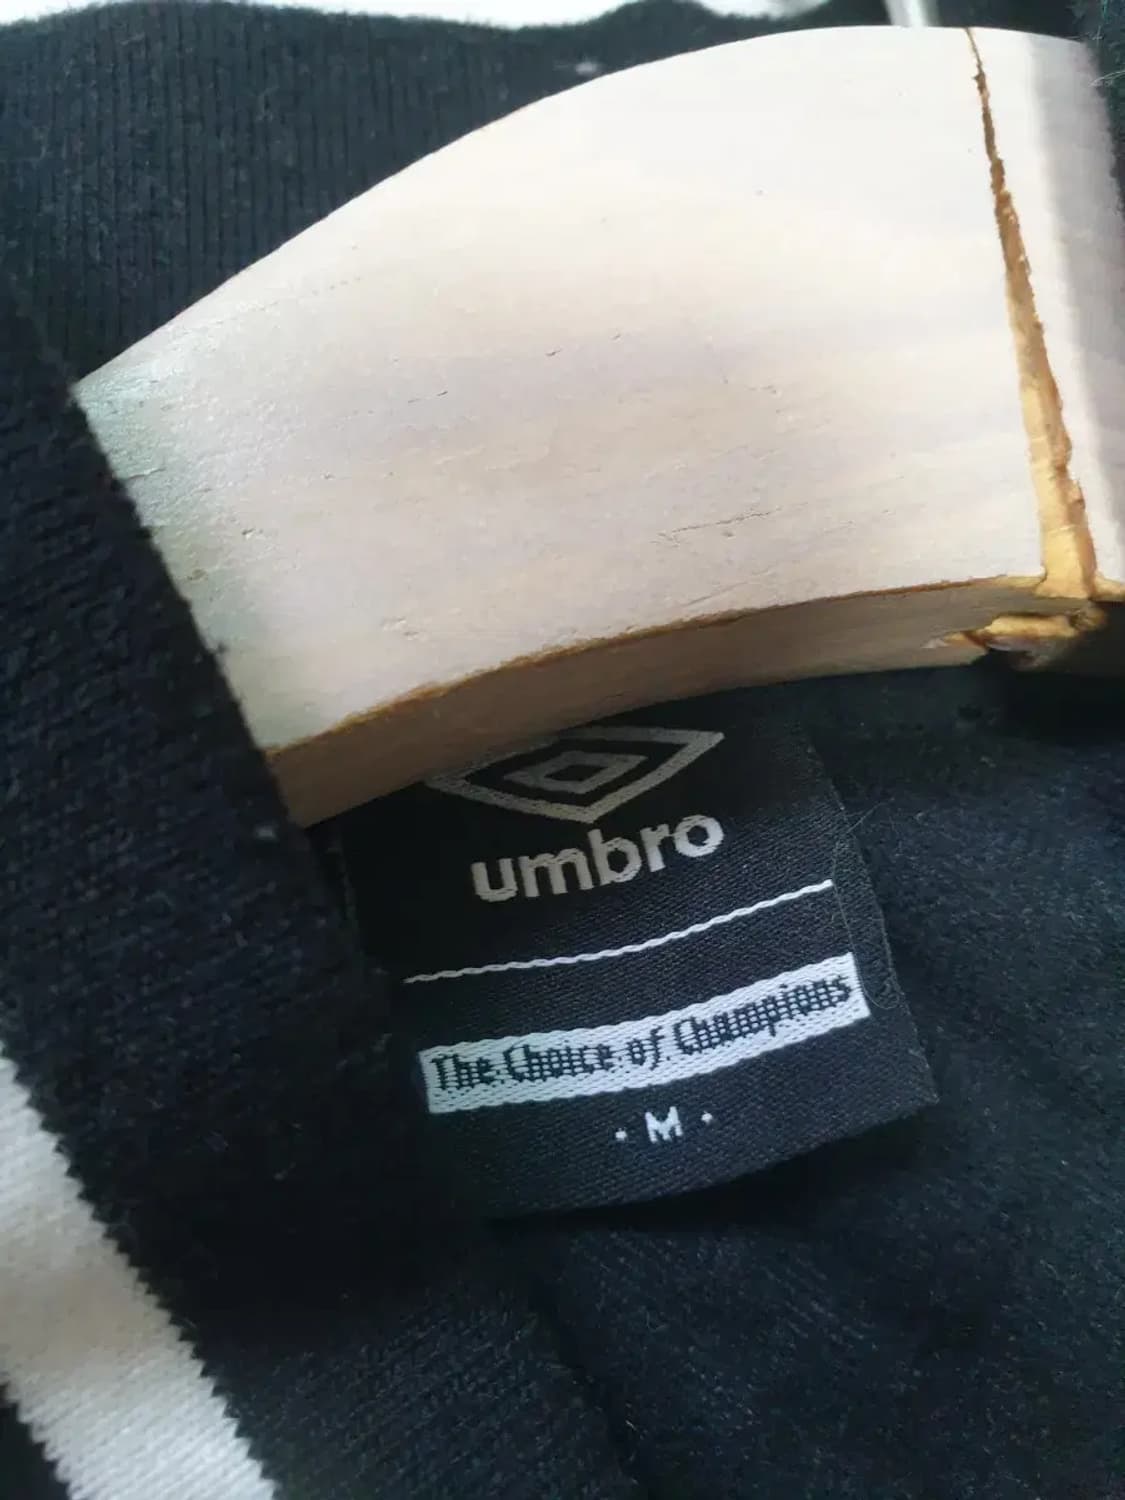 umbro
The Choice of Champions
· M ·